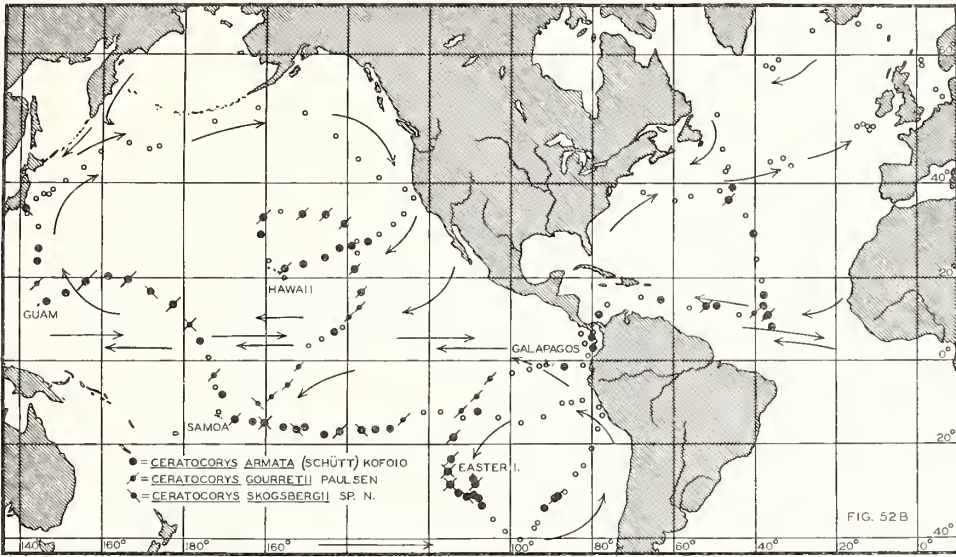 60°
40°
20°
0°
20°
40°
HAWAII
GUAM
GALAPAGOS
SAMOA
EASTER I.
= CERATOCORYS ARMATA (SCHÜTT) KOFOID
= CERATOCORYS GOURRETII PAULSEN
= CERATOCORYS SKOGSBERGII SP. N.
FIG. 52B
140° 180° 160° 140° 120° 100° 80° 60° 40° 20° 0°